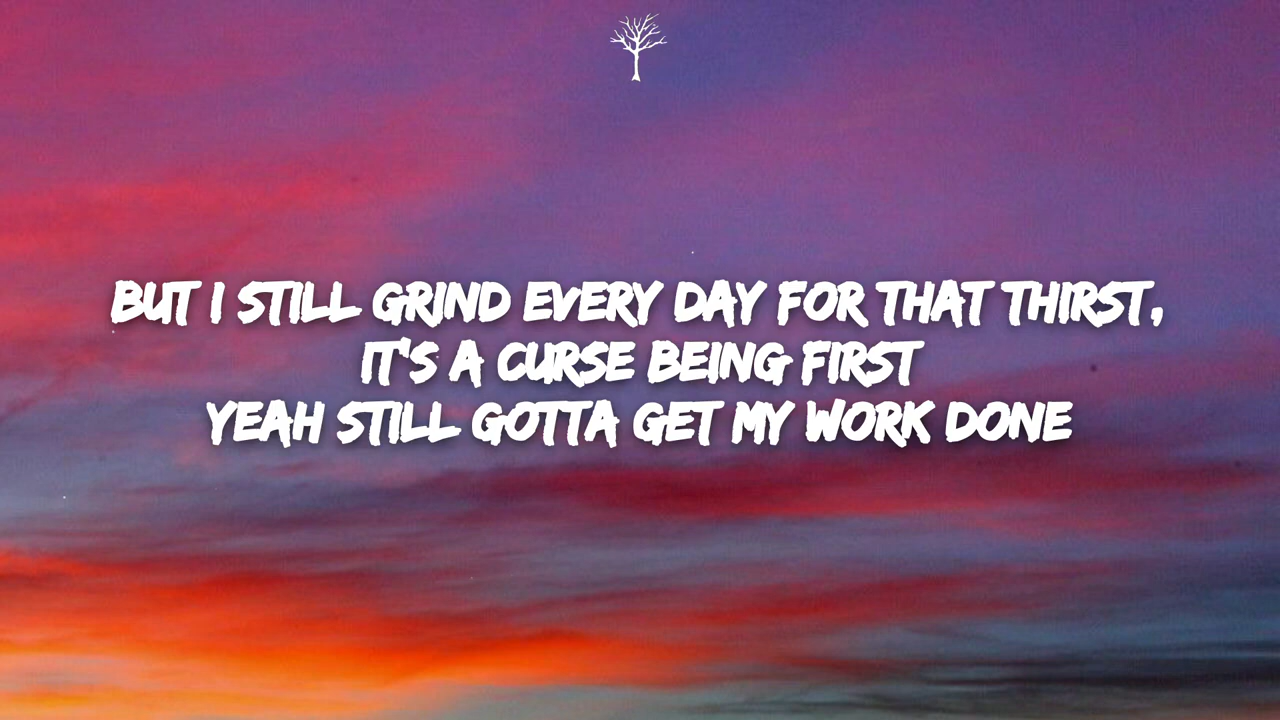 BUT I STILL GRIND EVERY DAY FOR THAT THIRST,
IT'S A CURSE BEING FIRST
YEAH STILL GOTTA GET MY WORK DONE